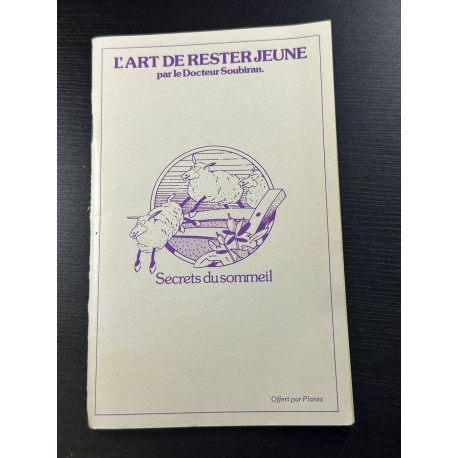 L'ART DE RESTER JEUNE
par le Docteur Soubiran.
Secrets du sommeil
Offert par Planta